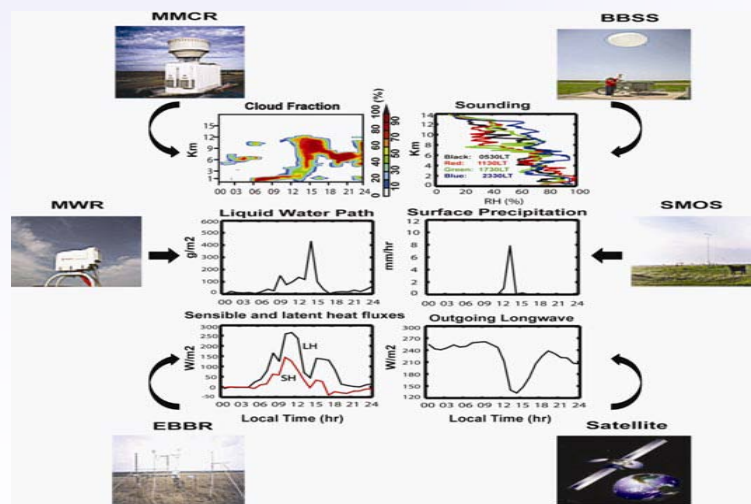 MMCR
BBSS
Cloud Fraction
Km
15
12
9
6
3
1
00 03 06 09 12 15 18 21 24
(%)
100
90
80
70
60
50
40
30
20
10
0
Sounding
Km
14
12
10
8
6
4
2
0
Black: 0530LT
Red: 1130LT
Green: 1730LT
Blue: 2330LT
0 20 40 60 80 100
RH (%)
MWR
SMOS
Liquid Water Path
g/m2
600
500
400
300
200
100
0
00 03 06 09 12 15 18 21 24
Surface Precipitation
mm/hr
12
10
8
6
4
2
0
00 03 06 09 12 15 18 21 24
Sensible and latent heat fluxes
W/m2
300
250
200
150
100
50
0
-50
LH
SH
00 03 06 09 12 15 18 21 24
Local Time (hr)
Outgoing Longwave
W/m2
300
270
240
210
180
150
120
00 03 06 09 12 15 18 21 24
Local Time (hr)
EBBR
Satellite